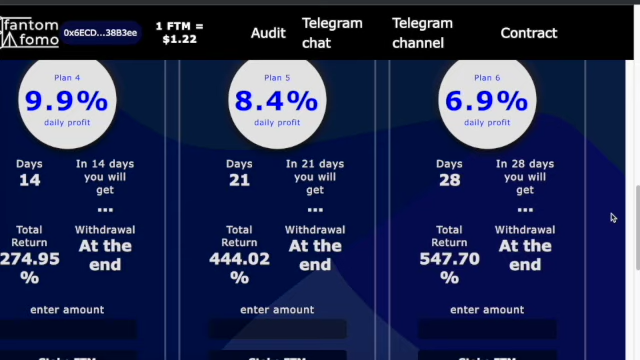 fantom
fomo
0x6ECD...38B3ee
1 FTM =
$1.22
Audit
Telegram
chat
Telegram
channel
Contract
Plan 4
9.9%
daily profit
Days
14
In 14 days
you will
get
...
Total
Return
274.95
%
Withdrawal
At the
end
enter amount
Plan 5
8.4%
daily profit
Days
21
In 21 days
you will
get
...
Total
Return
444.02
%
Withdrawal
At the
end
enter amount
Plan 6
6.9%
daily profit
Days
28
In 28 days
you will
get
...
Total
Return
547.70
%
Withdrawal
At the
end
enter amount